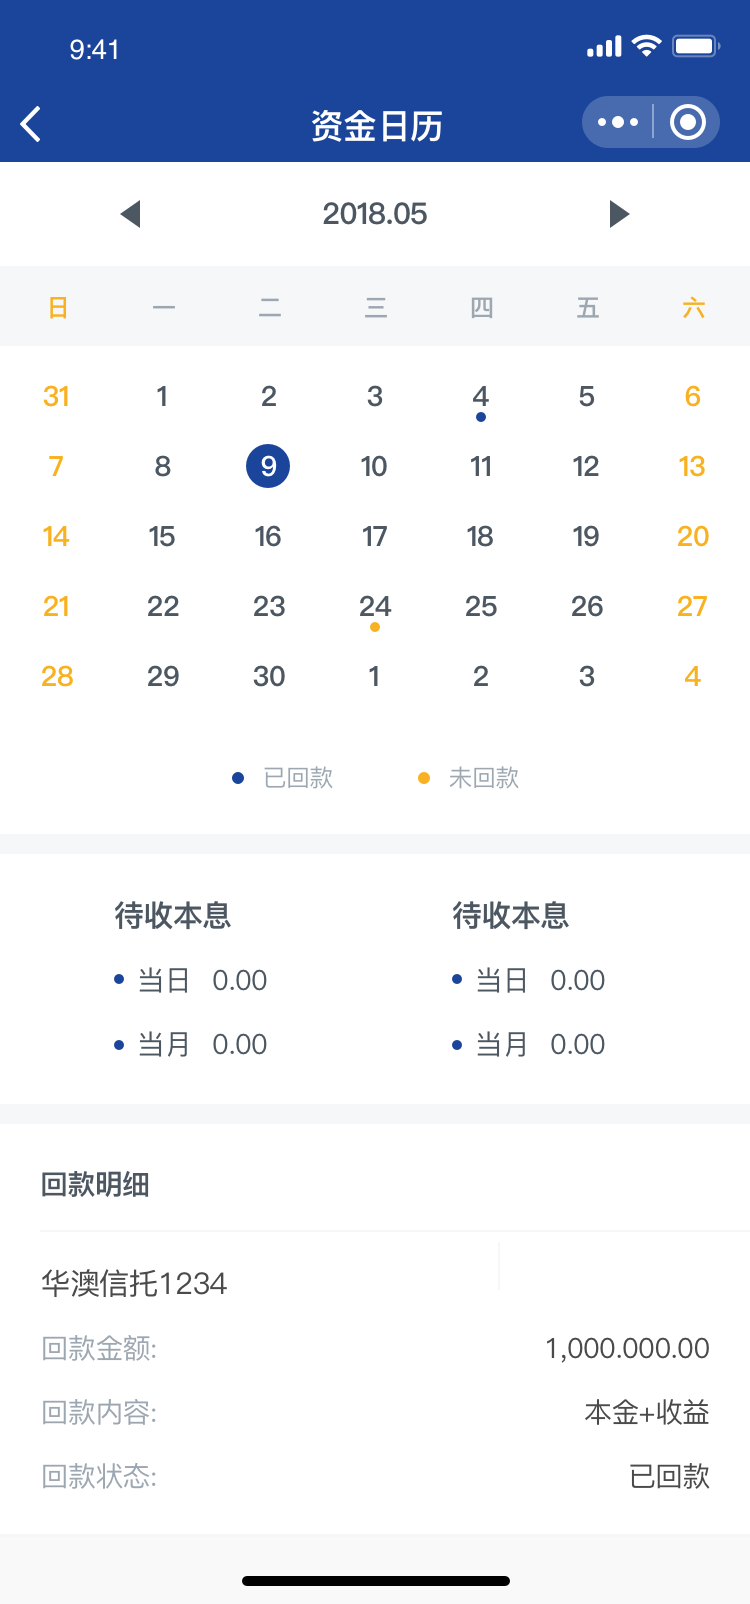 9:41
资金日历
2018.05
日 一 二 三 四 五 六
31 1 2 3 4 5 6
7 8 9 10 11 12 13
14 15 16 17 18 19 20
21 22 23 24 25 26 27
28 29 30 1 2 3 4
已回款 未回款
待收本息 待收本息
当日 0.00 当日 0.00
当月 0.00 当月 0.00
回款明细
华澳信托1234
回款金额: 1,000.000.00
回款内容: 本金+收益
回款状态: 已回款